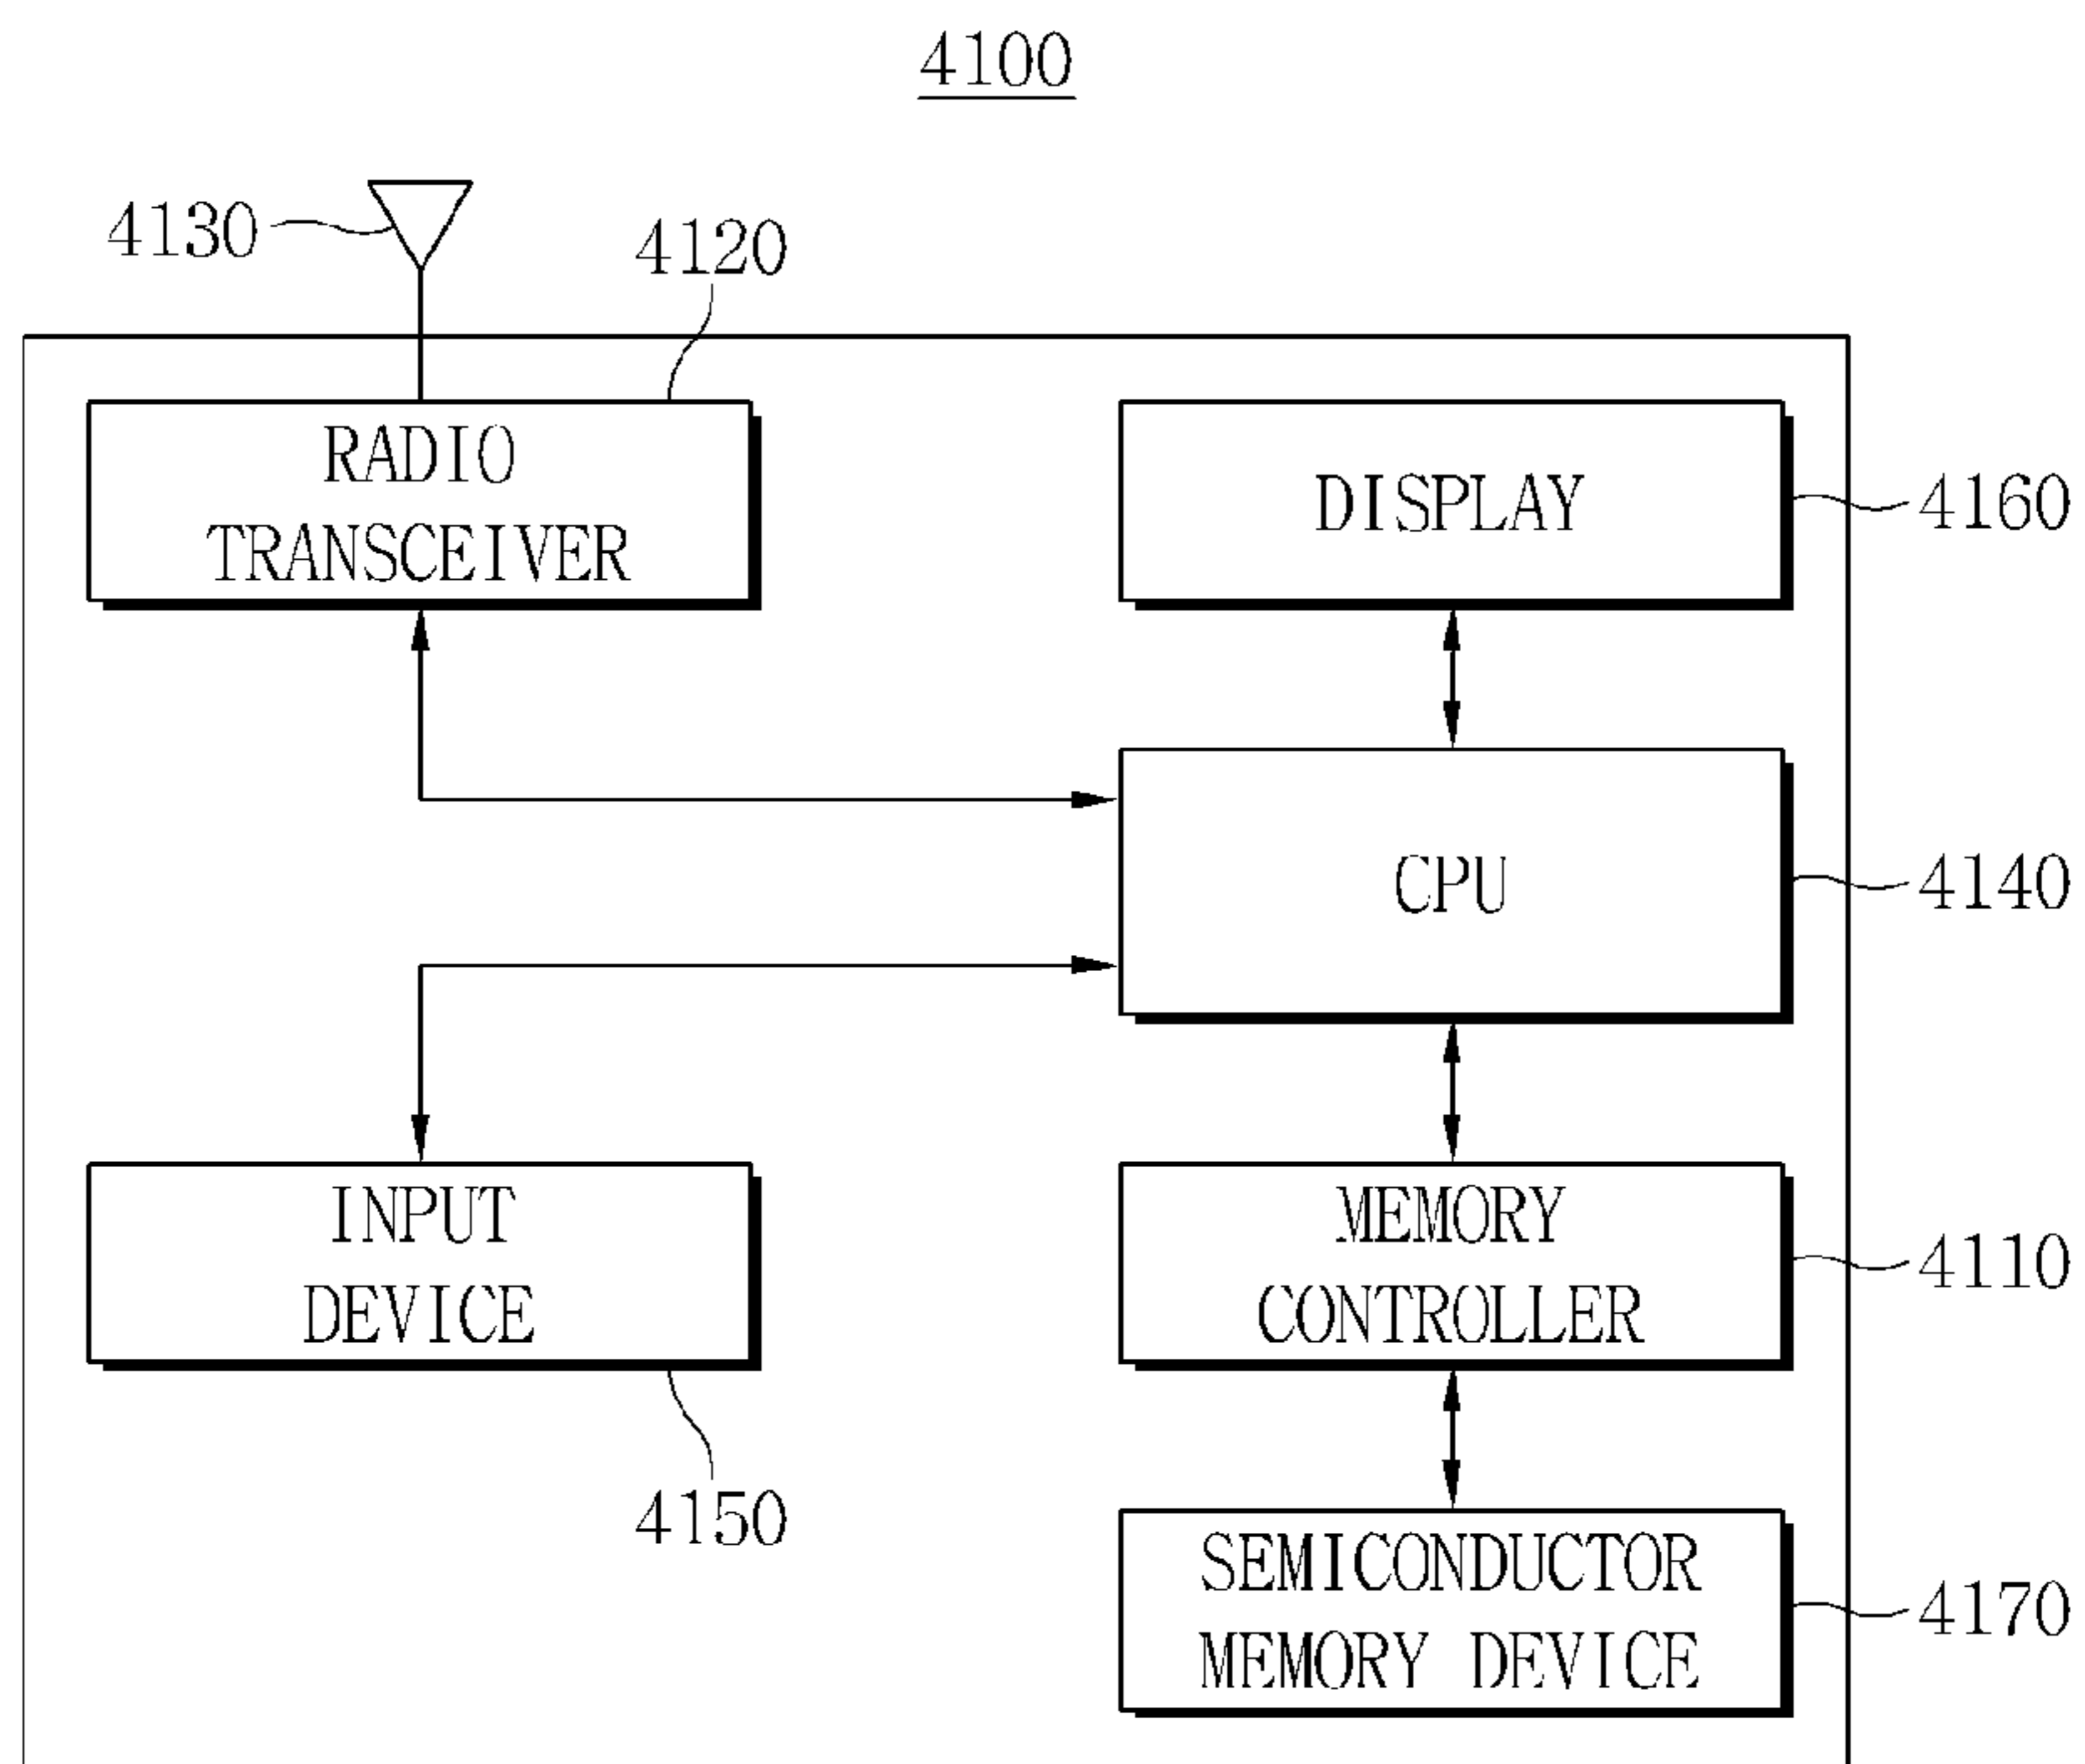 4100
4130
4120
RADIO
TRANSCEIVER
DISPLAY
4160
CPU
4140
INPUT
DEVICE
4150
MEMORY
CONTROLLER
4110
SEMICONDUCTOR
MEMORY DEVICE
4170